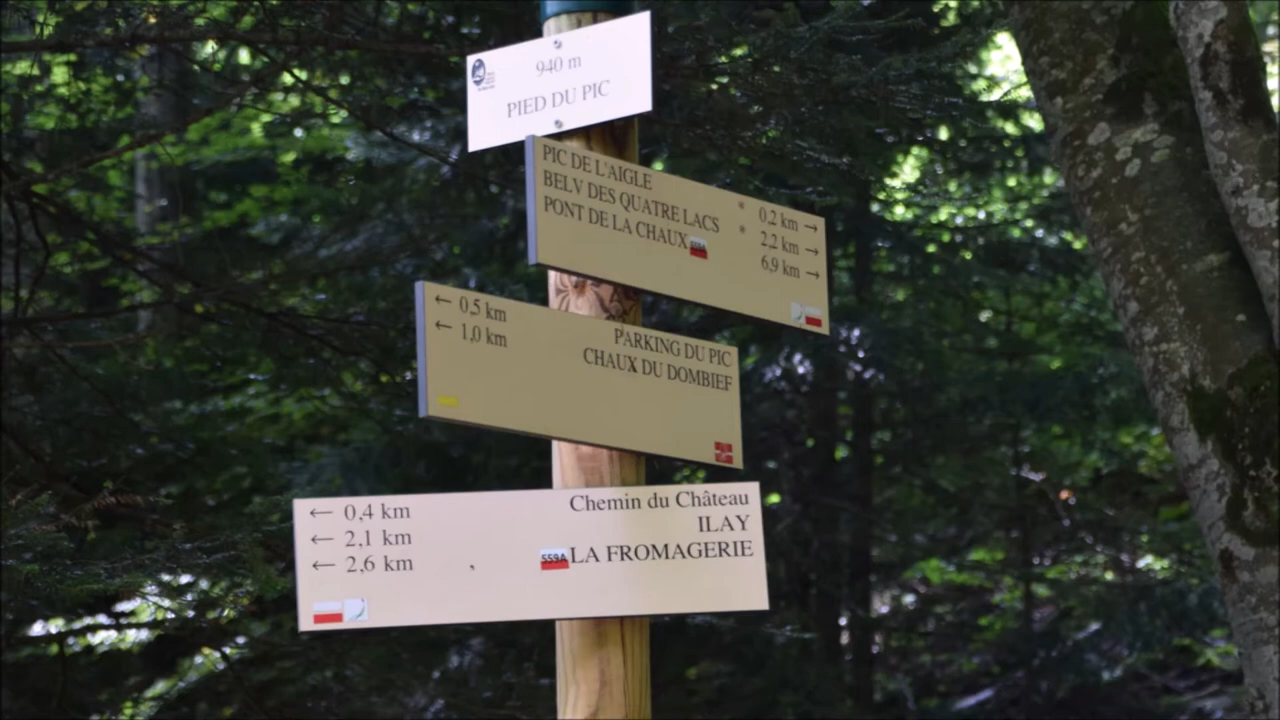 940 m
PIED DU PIC
PIC DE L'AIGLE * 0.2 km →
BELV DES QUATRE LACS * 2,2 km →
PONT DE LA CHAUX 559A 6,9 km →
← 0,5 km PARKING DU PIC
← 1,0 km CHAUX DU DOMBIEF
← 0,4 km Chemin du Château
← 2,1 km ILAY
← 2,6 km 559A LA FROMAGERIE